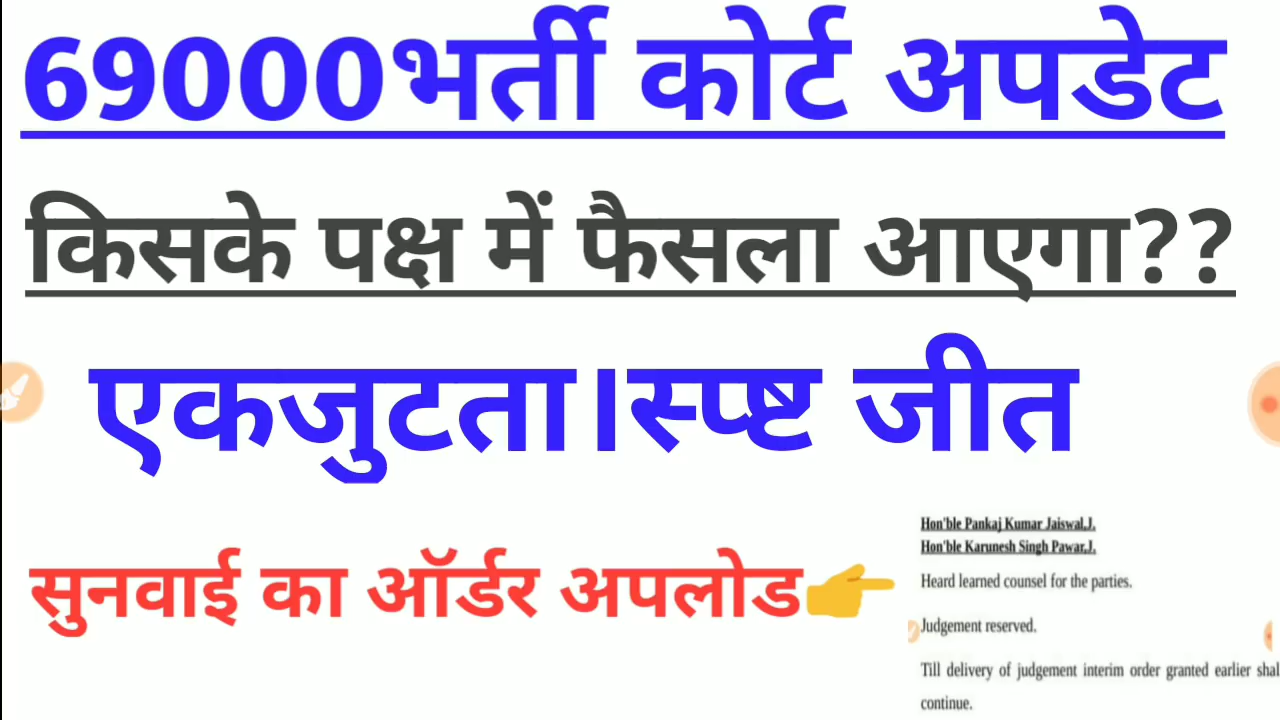 69000भर्ती कोर्ट अपडेट
किसके पक्ष में फैसला आएगा??
एकजुटता।स्प्ष्ट जीत
सुनवाई का ऑर्डर अपलोड👉
Hon'ble Pankaj Kumar Jaiswal,J.
Hon'ble Karunesh Singh Pawar,J.
Heard learned counsel for the parties.
Judgement reserved.
Till delivery of judgement interim order granted earlier shal
continue.